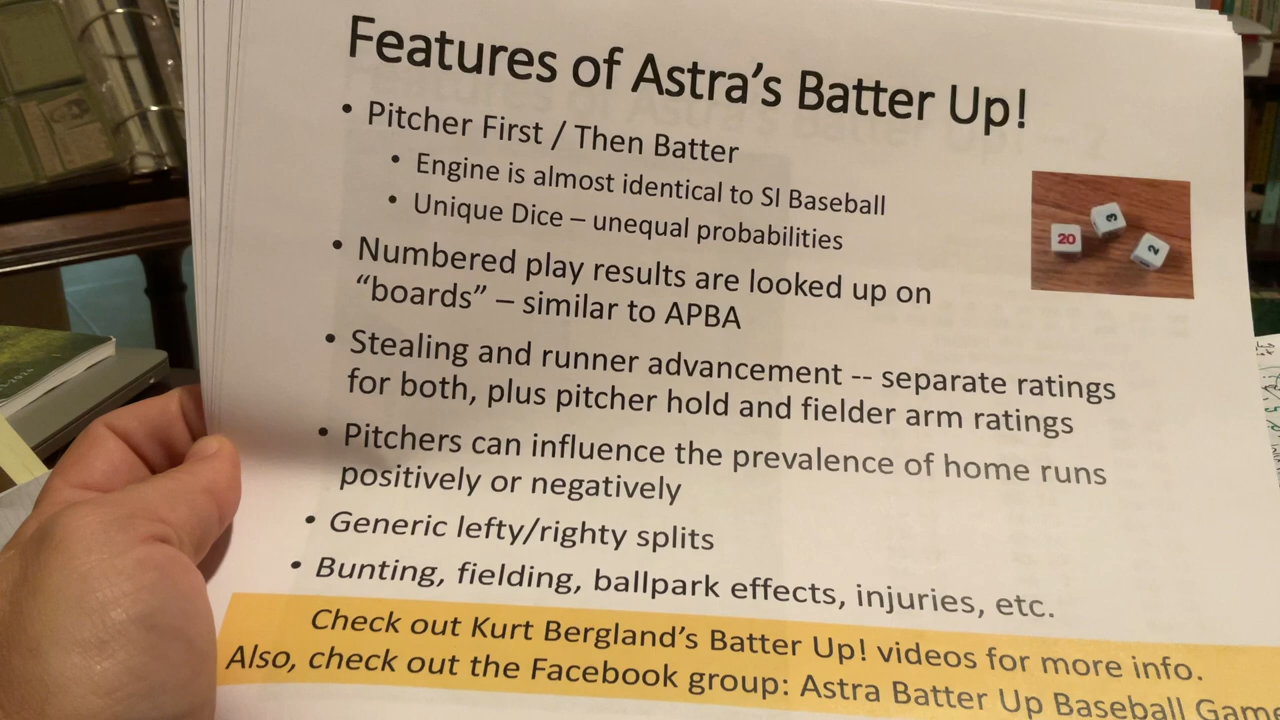 Features of Astra's Batter Up!
• Pitcher First / Then Batter
• Engine is almost identical to SI Baseball
• Unique Dice – unequal probabilities
• Numbered play results are looked up on
“boards” – similar to APBA
• Stealing and runner advancement -- separate ratings
for both, plus pitcher hold and fielder arm ratings
• Pitchers can influence the prevalence of home runs
positively or negatively
• Generic lefty/righty splits
• Bunting, fielding, ballpark effects, injuries, etc.
Check out Kurt Bergland's Batter Up! videos for more info.
Also, check out the Facebook group: Astra Batter Up Baseball Game
20
3
2